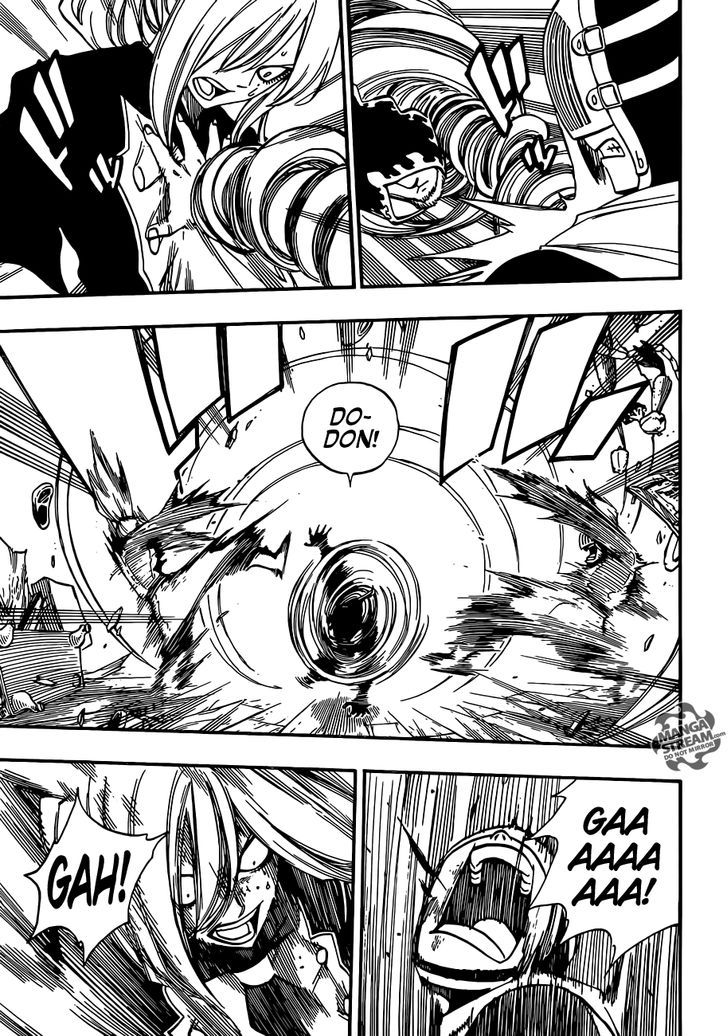 DO-
DON!
MANGA
STREAM.com
DO NOT MIRROR
GAA
AAAA
AAA!
GAH!